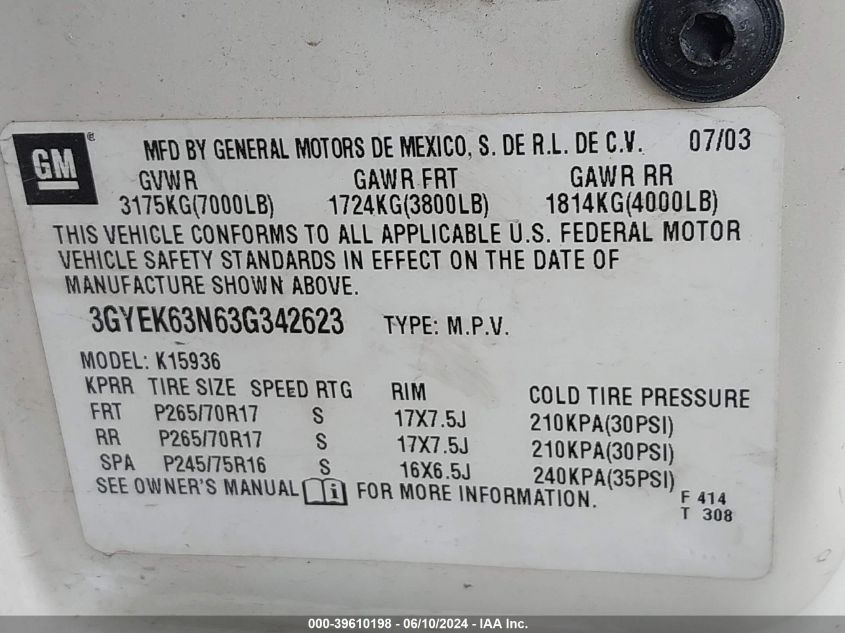 GM ® MFD BY GENERAL MOTORS DE MEXICO, S. DE R.L. DE C.V. 07/03
GVWR GAWR FRT GAWR RR
3175KG(7000LB) 1724KG(3800LB) 1814KG(4000LB)
THIS VEHICLE CONFORMS TO ALL APPLICABLE U.S. FEDERAL MOTOR
VEHICLE SAFETY STANDARDS IN EFFECT ON THE DATE OF
MANUFACTURE SHOWN ABOVE.
3GYEK63N63G342623 TYPE: M.P.V.
MODEL: K15936
KPRR TIRE SIZE SPEED RTG RIM COLD TIRE PRESSURE
FRT P265/70R17 S 17X7.5J 210KPA(30PSI)
RR P265/70R17 S 17X7.5J 210KPA(30PSI)
SPA P245/75R16 S 16X6.5J 240KPA(35PSI)
SEE OWNER'S MANUAL i FOR MORE INFORMATION. F 414
T 308
000-39610198 - 06/10/2024 - IAA Inc.